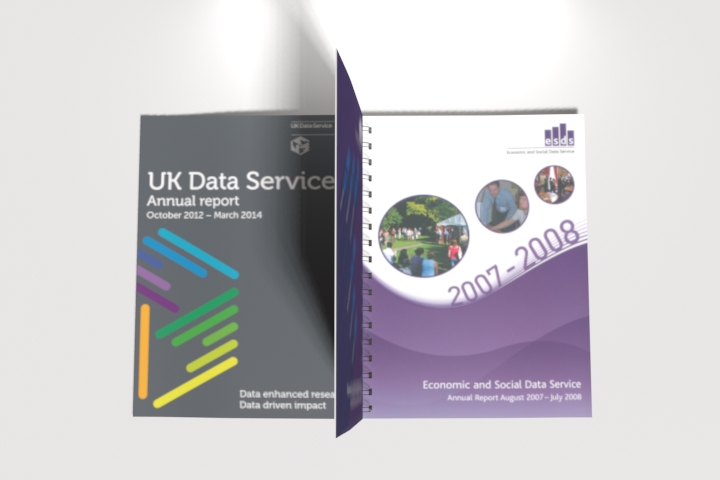 UK Data Service
UK Data Service
Annual report
October 2012 – March 2014
Data enhanced resea
Data driven impact
esds
Economic and Social Data Service
2007-2008
Economic and Social Data Service
Annual Report August 2007 – July 2008